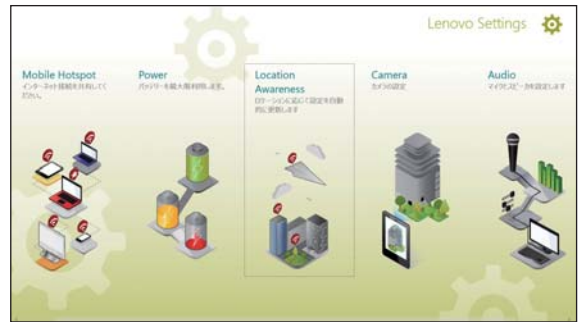 Lenovo Settings
Mobile Hotspot
インターネット接続を共有してく
ださい。
Power
バッテリーを最大限利用します。
Location
Awareness
ロケーションに応じて設定を自動
的に更新します
Camera
カメラの設定
Audio
マイクとスピーカを設定します